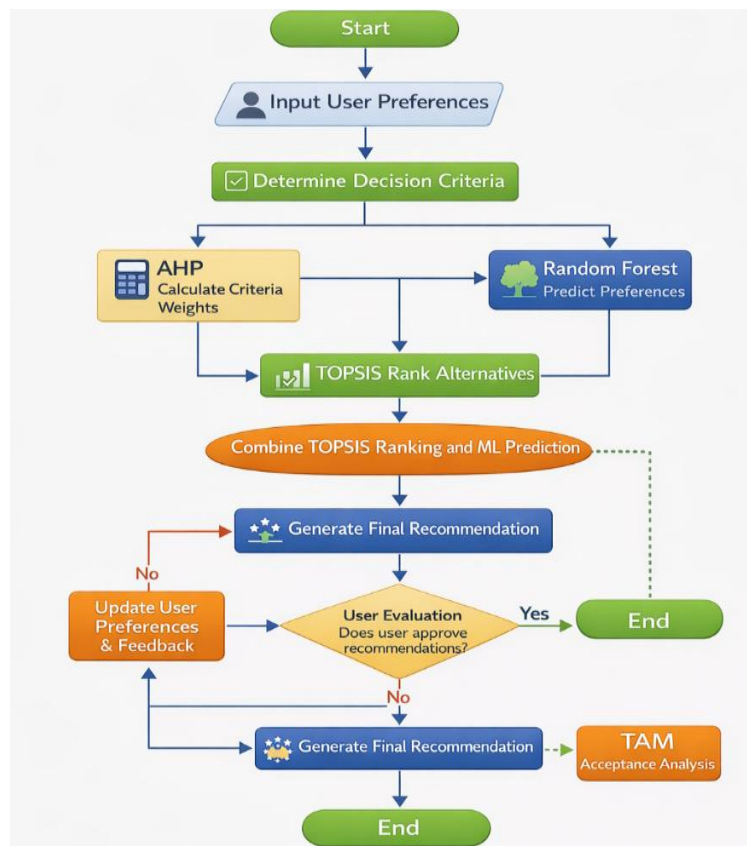 Start
Input User Preferences
Determine Decision Criteria
AHP
Calculate Criteria
Weights
Random Forest
Predict Preferences
TOPSIS Rank Alternatives
Combine TOPSIS Ranking and ML Prediction
Generate Final Recommendation
No
Update User
Preferences
& Feedback
User Evaluation
Does user approve
recommendations?
Yes
End
No
Generate Final Recommendation
TAM
Acceptance Analysis
End